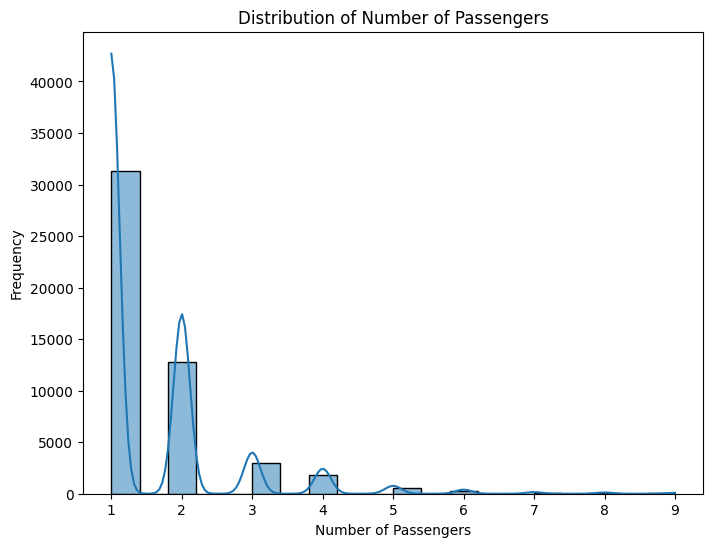 Distribution of Number of Passengers
Frequency
40000
35000
30000
25000
20000
15000
10000
5000
0
1 2 3 4 5 6 7 8 9
Number of Passengers